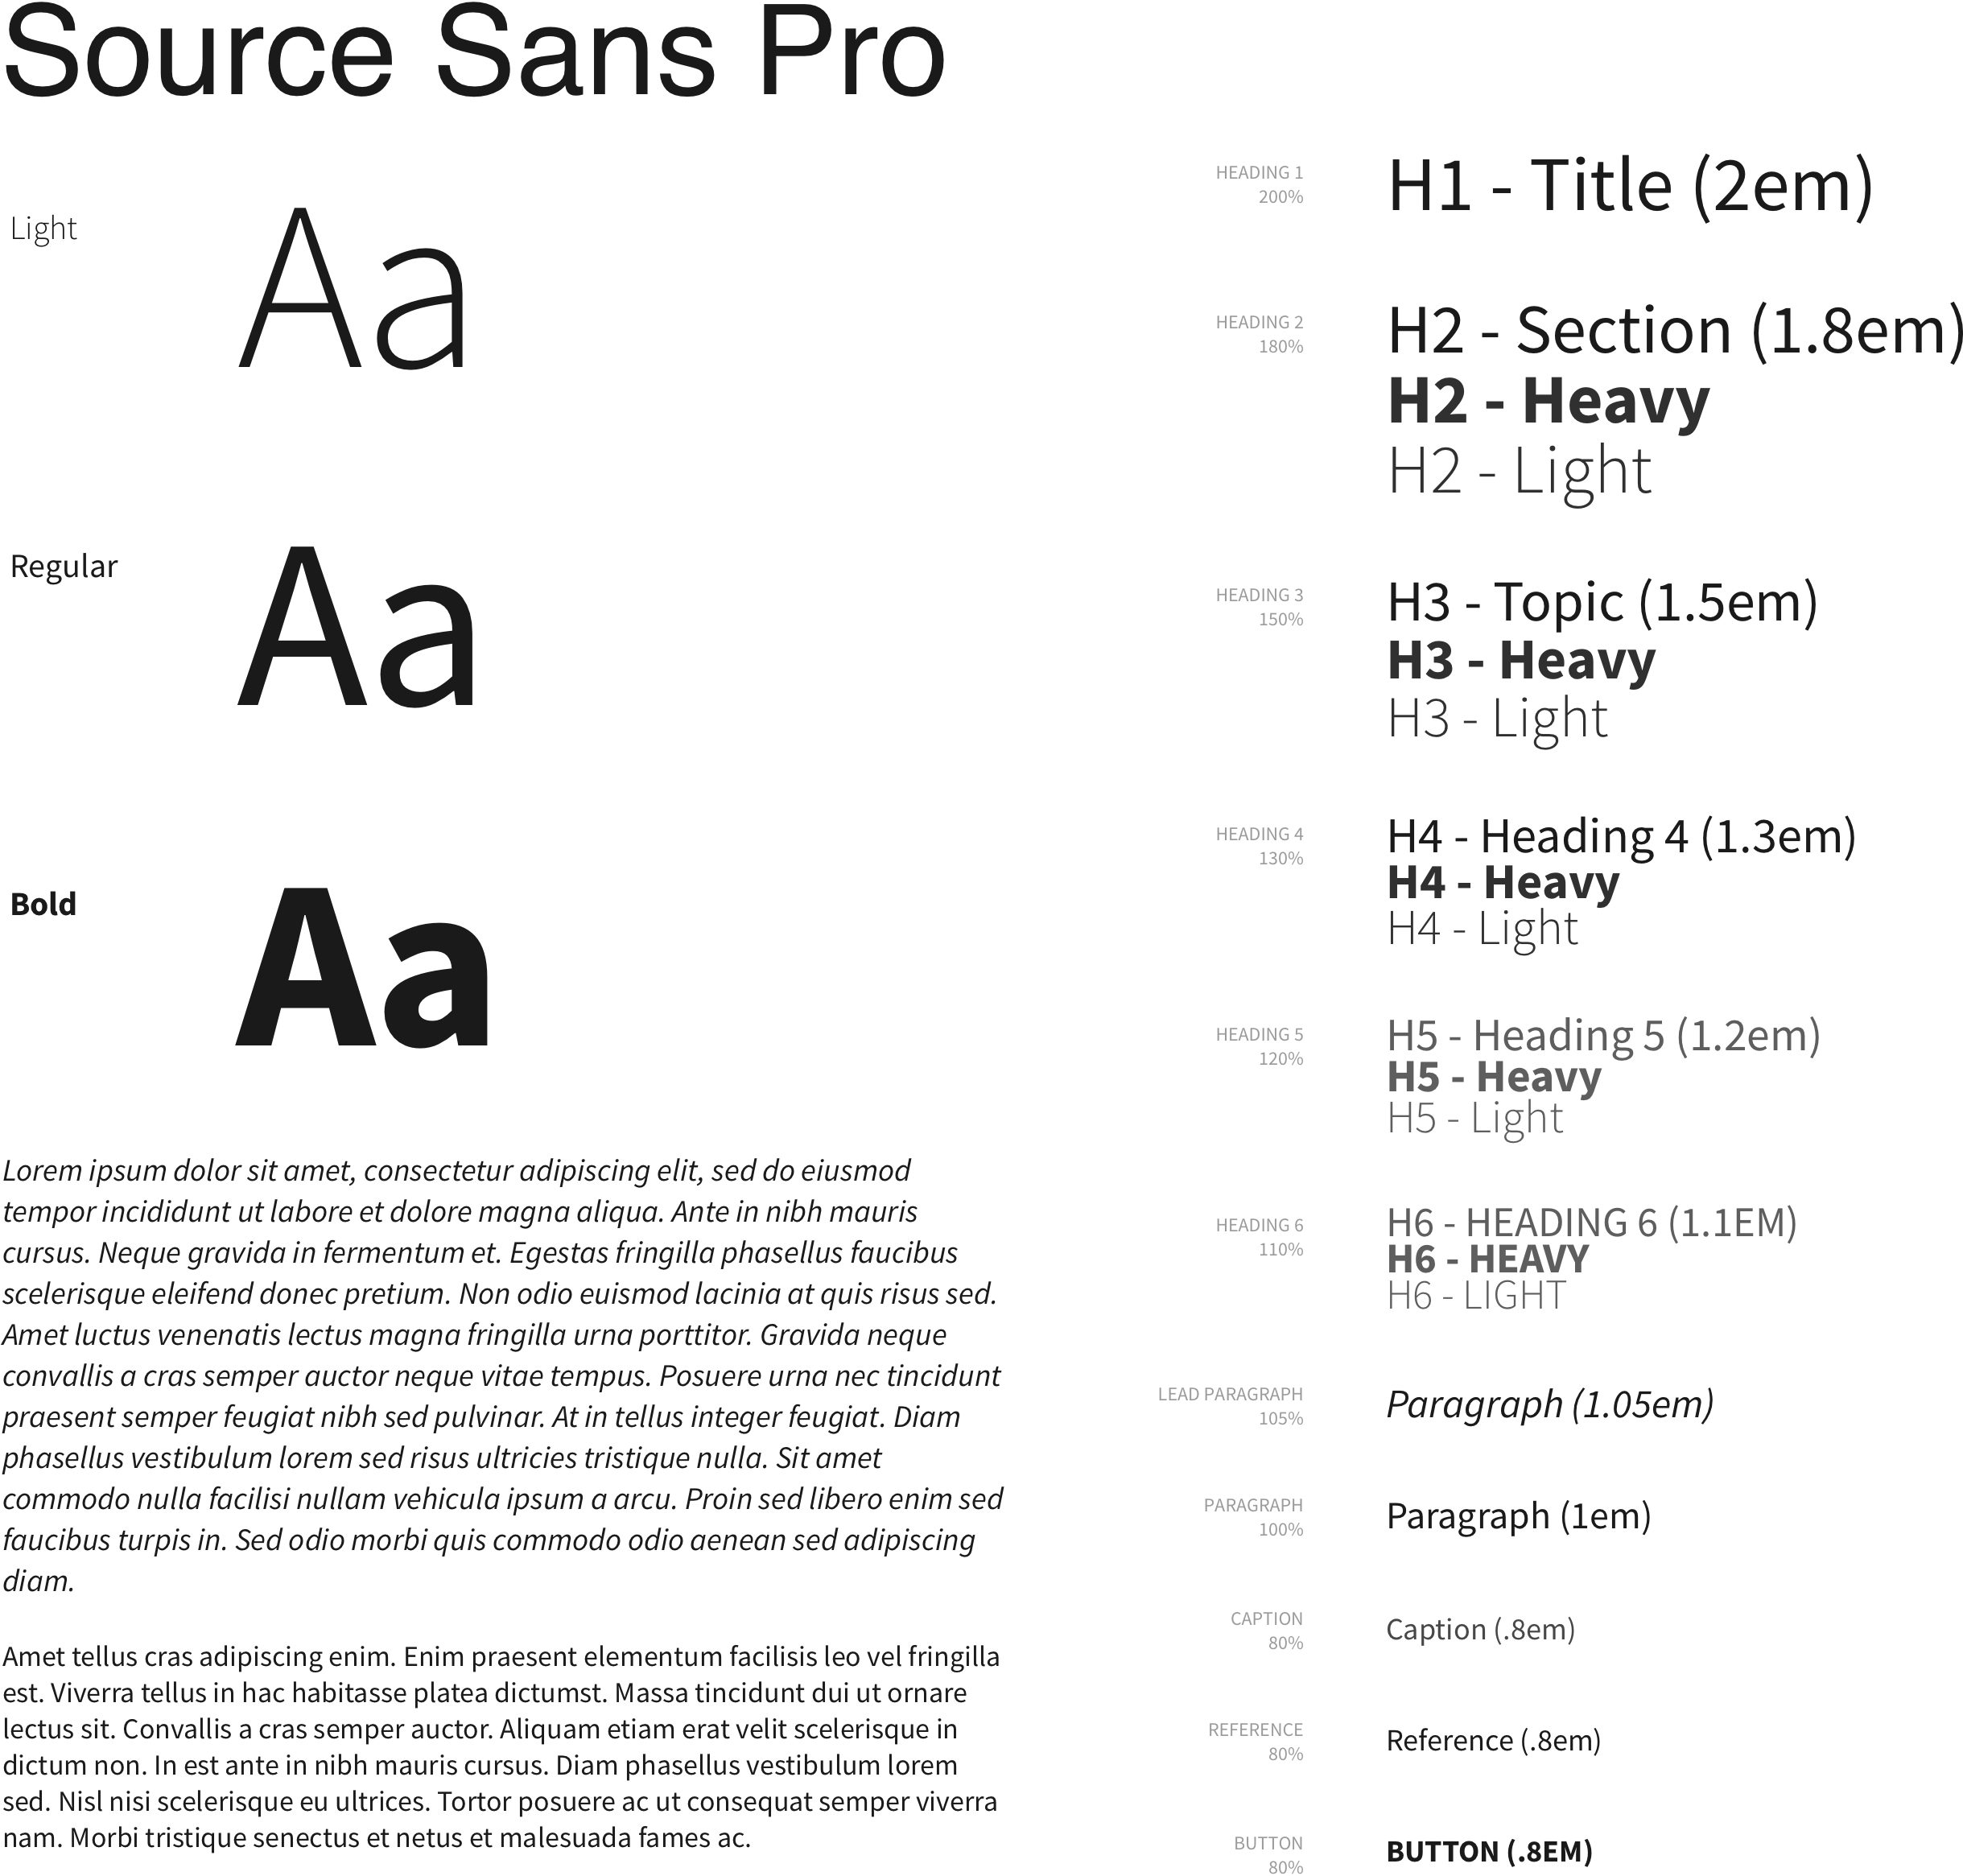 Source Sans Pro
Light
Aa
Regular
Aa
Bold
Aa
Lorem ipsum dolor sit amet, consectetur adipiscing elit, sed do eiusmod
tempor incididunt ut labore et dolore magna aliqua. Ante in nibh mauris
cursus. Neque gravida in fermentum et. Egestas fringilla phasellus faucibus
scelerisque eleifend donec pretium. Non odio euismod lacinia at quis risus sed.
Amet luctus venenatis lectus magna fringilla urna porttitor. Gravida neque
convallis a cras semper auctor neque vitae tempus. Posuere urna nec tincidunt
praesent semper feugiat nibh sed pulvinar. At in tellus integer feugiat. Diam
phasellus vestibulum lorem sed risus ultricies tristique nulla. Sit amet
commodo nulla facilisi nullam vehicula ipsum a arcu. Proin sed libero enim sed
faucibus turpis in. Sed odio morbi quis commodo odio aenean sed adipiscing
diam.
Amet tellus cras adipiscing enim. Enim praesent elementum facilisis leo vel fringilla
est. Viverra tellus in hac habitasse platea dictumst. Massa tincidunt dui ut ornare
lectus sit. Convallis a cras semper auctor. Aliquam etiam erat velit scelerisque in
dictum non. In est ante in nibh mauris cursus. Diam phasellus vestibulum lorem
sed. Nisl nisi scelerisque eu ultrices. Tortor posuere ac ut consequat semper viverra
nam. Morbi tristique senectus et netus et malesuada fames ac.
HEADING 1
200%
H1 - Title (2em)
HEADING 2
180%
H2 - Section (1.8em)
H2 - Heavy
H2 - Light
HEADING 3
150%
H3 - Topic (1.5em)
H3 - Heavy
H3 - Light
HEADING 4
130%
H4 - Heading 4 (1.3em)
H4 - Heavy
H4 - Light
HEADING 5
120%
H5 - Heading 5 (1.2em)
H5 - Heavy
H5 - Light
HEADING 6
110%
H6 - HEADING 6 (1.1EM)
H6 - HEAVY
H6 - LIGHT
LEAD PARAGRAPH
105%
Paragraph (1.05em)
PARAGRAPH
100%
Paragraph (1em)
CAPTION
80%
Caption (.8em)
REFERENCE
80%
Reference (.8em)
BUTTON
80%
BUTTON (.8EM)